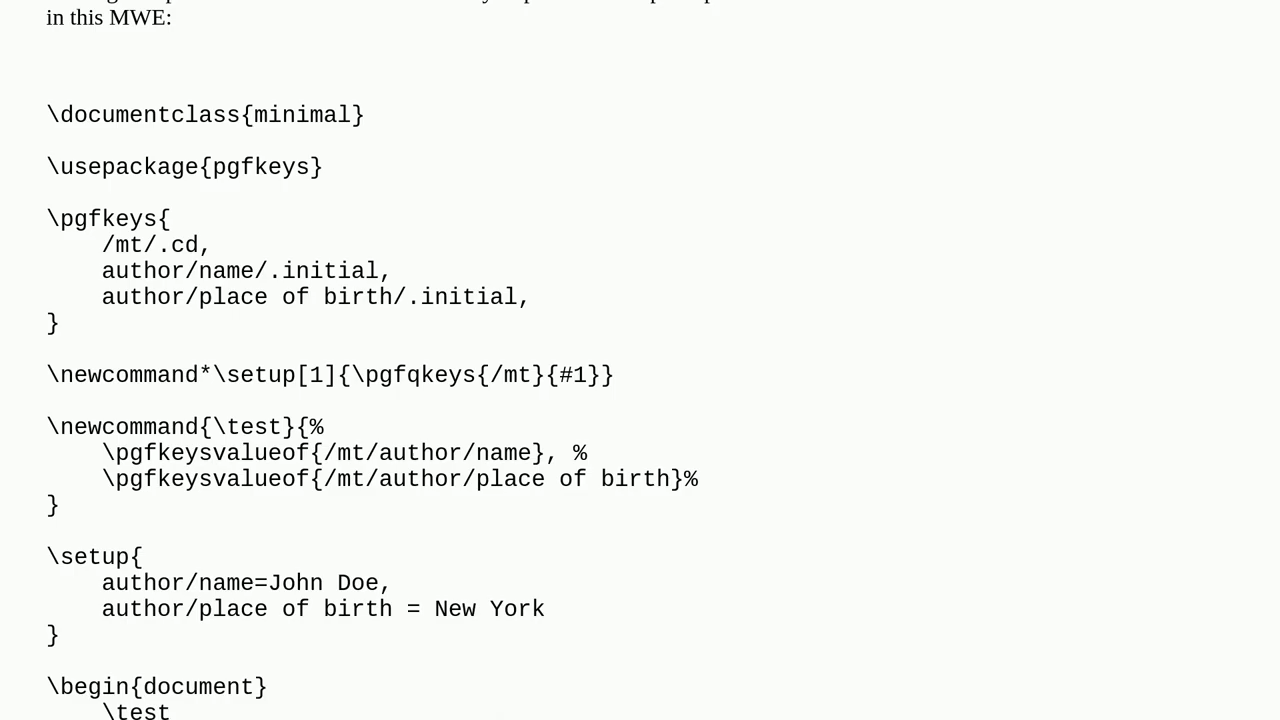 in this MWE:
\documentclass{minimal}
\usepackage{pgfkeys}
\pgfkeys{
    /mt/.cd,
    author/name/.initial,
    author/place of birth/.initial,
}
\newcommand*\setup[1]{\pgfqkeys{/mt}{#1}}
\newcommand{\test}{%
    \pgfkeysvalueof{/mt/author/name}, %
    \pgfkeysvalueof{/mt/author/place of birth}%
}
\setup{
    author/name=John Doe,
    author/place of birth = New York
}
\begin{document}
    \test